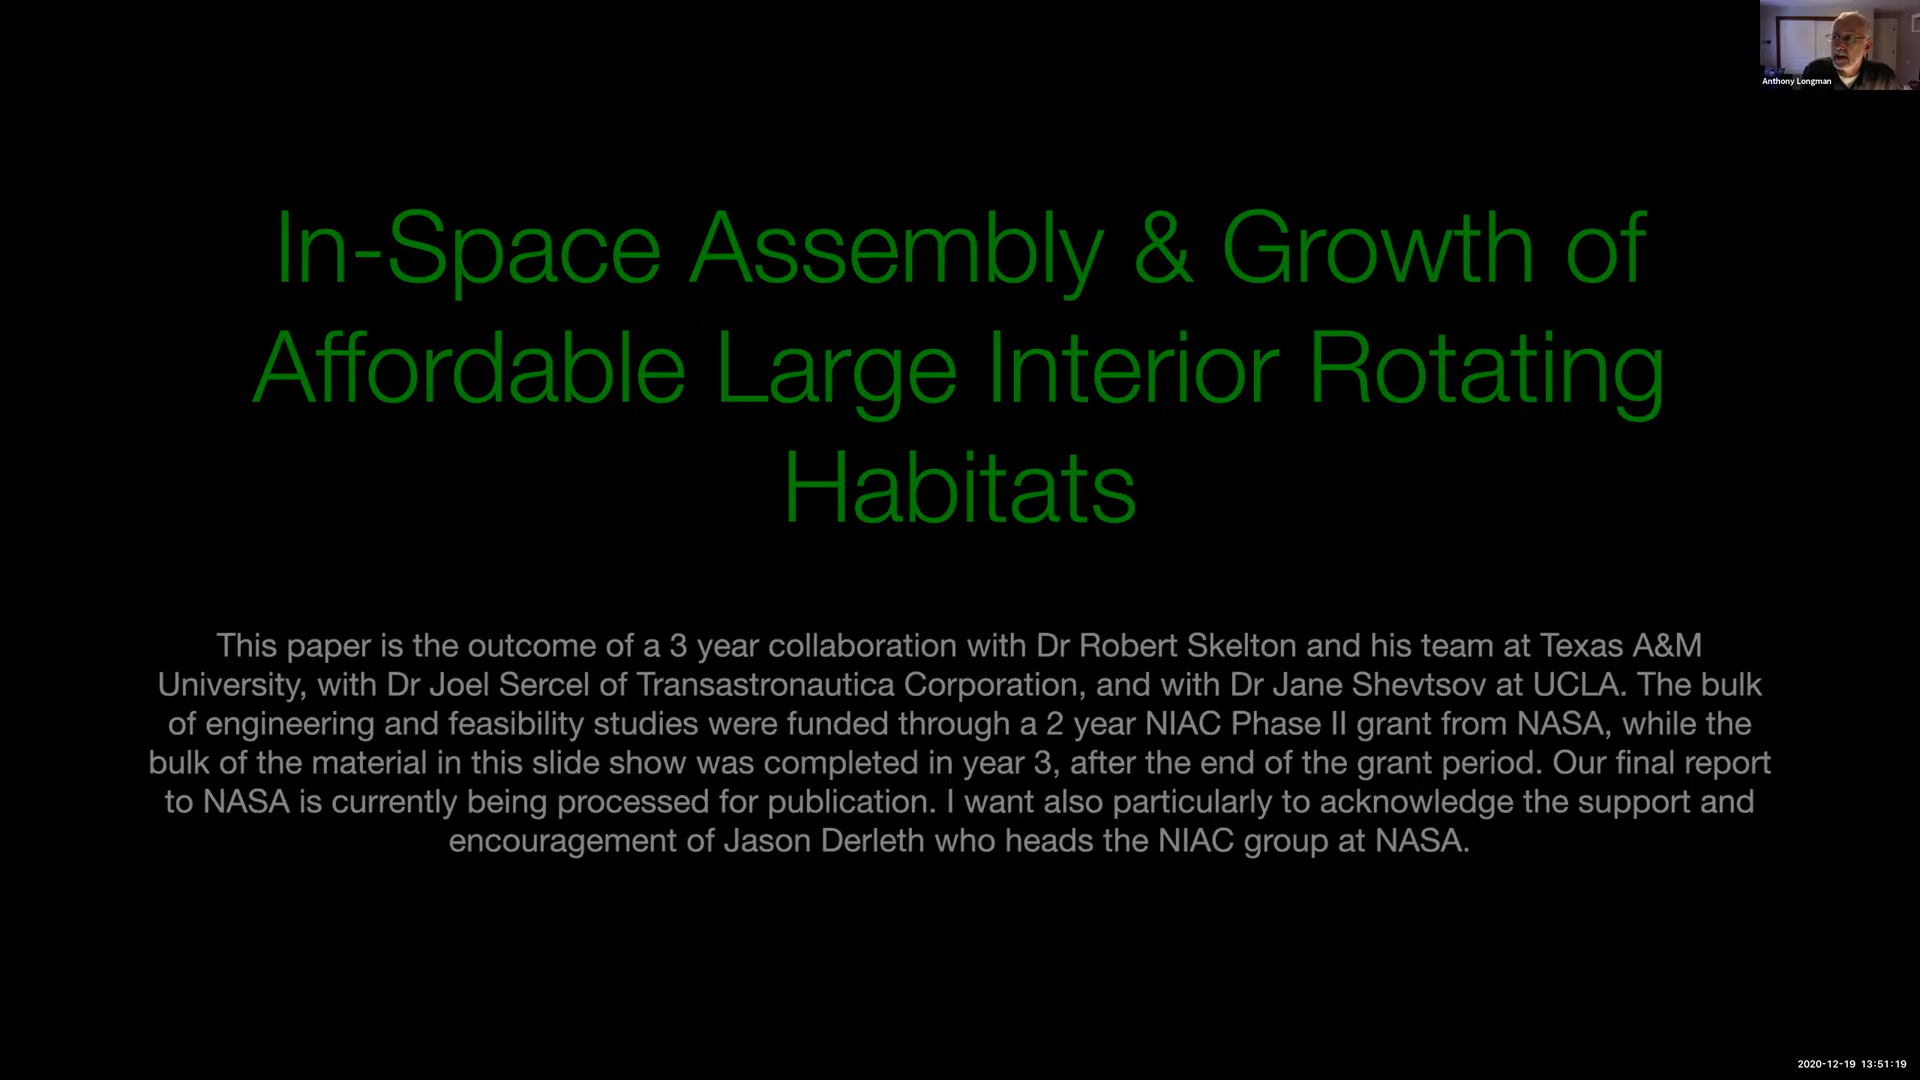 Anthony Longman
In-Space Assembly & Growth of
Affordable Large Interior Rotating
Habitats
This paper is the outcome of a 3 year collaboration with Dr Robert Skelton and his team at Texas A&M
University, with Dr Joel Sercel of Transastronautica Corporation, and with Dr Jane Shevtsov at UCLA. The bulk
of engineering and feasibility studies were funded through a 2 year NIAC Phase II grant from NASA, while the
bulk of the material in this slide show was completed in year 3, after the end of the grant period. Our final report
to NASA is currently being processed for publication. I want also particularly to acknowledge the support and
encouragement of Jason Derleth who heads the NIAC group at NASA.
2020-12-19 13:51:19